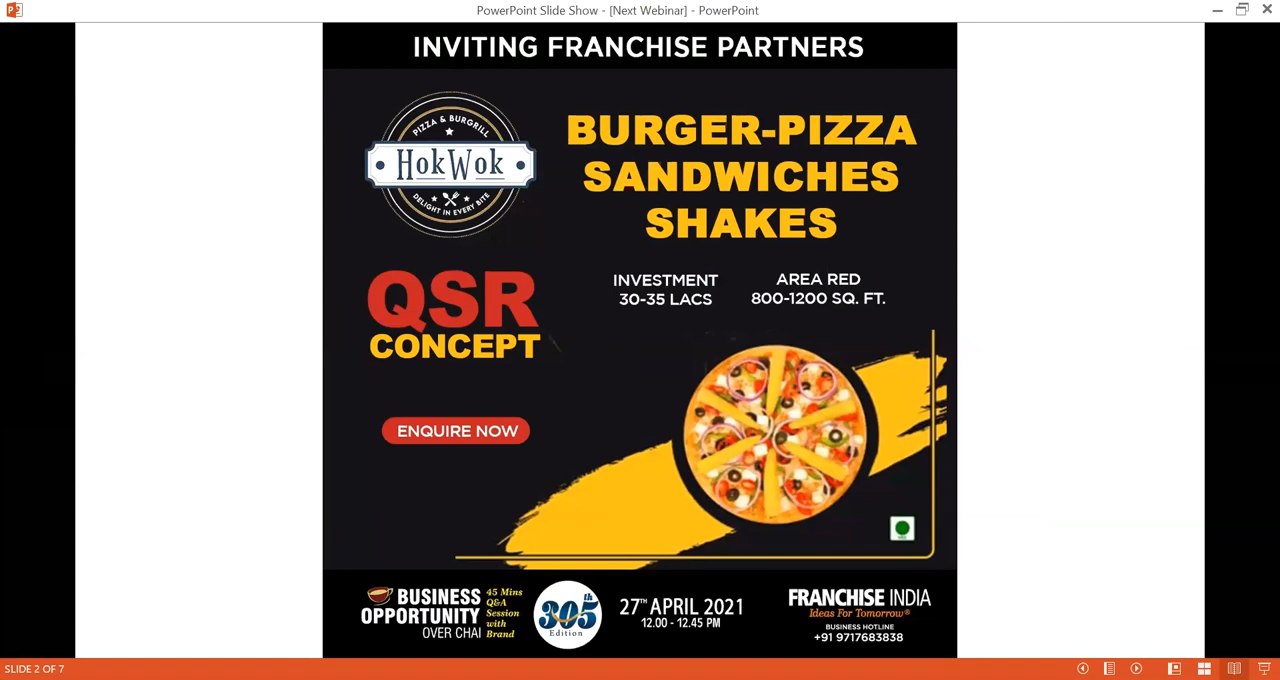 PowerPoint Slide Show - [Next Webinar] - PowerPoint
INVITING FRANCHISE PARTNERS
PIZZA & BURGRILL
HokWok
DELIGHT IN EVERY BITE
BURGER-PIZZA
SANDWICHES
SHAKES
QSR
CONCEPT
INVESTMENT
30-35 LACS
AREA RED
800-1200 SQ. FT.
ENQUIRE NOW
BUSINESS
OPPORTUNITY
OVER CHAI
45 Mins
Q&A
Session
with
Brand
305th
Edition
27TH APRIL 2021
12.00 - 12.45 PM
FRANCHISE INDIA
Ideas For Tomorrow®
BUSINESS HOTLINE
+91 9717683838
SLIDE 2 OF 7